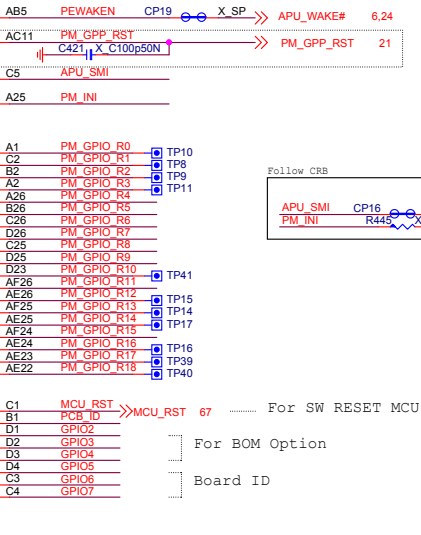 AB5 PEWAKEN CP19 X_SP APU_WAKE# 6,24
AC11 PM_GPP_RST PM_GPP_RST 21
C421 X_C100p50N
C5 APU_SMI
A25 PM_INI
A1 PM_GPIO_R0 TP10
C2 PM_GPIO_R1 TP8
B2 PM_GPIO_R2 TP9
A2 PM_GPIO_R3 TP11
A26 PM_GPIO_R4
B26 PM_GPIO_R5
C26 PM_GPIO_R6
D26 PM_GPIO_R7
C25 PM_GPIO_R8
D25 PM_GPIO_R9
D23 PM_GPIO_R10 TP41
AF26 PM_GPIO_R11
AE26 PM_GPIO_R12 TP15
AF25 PM_GPIO_R13 TP14
AE25 PM_GPIO_R14 TP17
AF24 PM_GPIO_R15
AE24 PM_GPIO_R16 TP16
AE23 PM_GPIO_R17 TP39
AE22 PM_GPIO_R18 TP40
Follow CRB
APU_SMI CP16
PM_INI R445 X
C1 MCU_RST MCU_RST 67 For SW RESET MCU
B1 PCB_ID
D1 GPIO2
D2 GPIO3 For BOM Option
D3 GPIO4
D4 GPIO5
C3 GPIO6 Board ID
C4 GPIO7